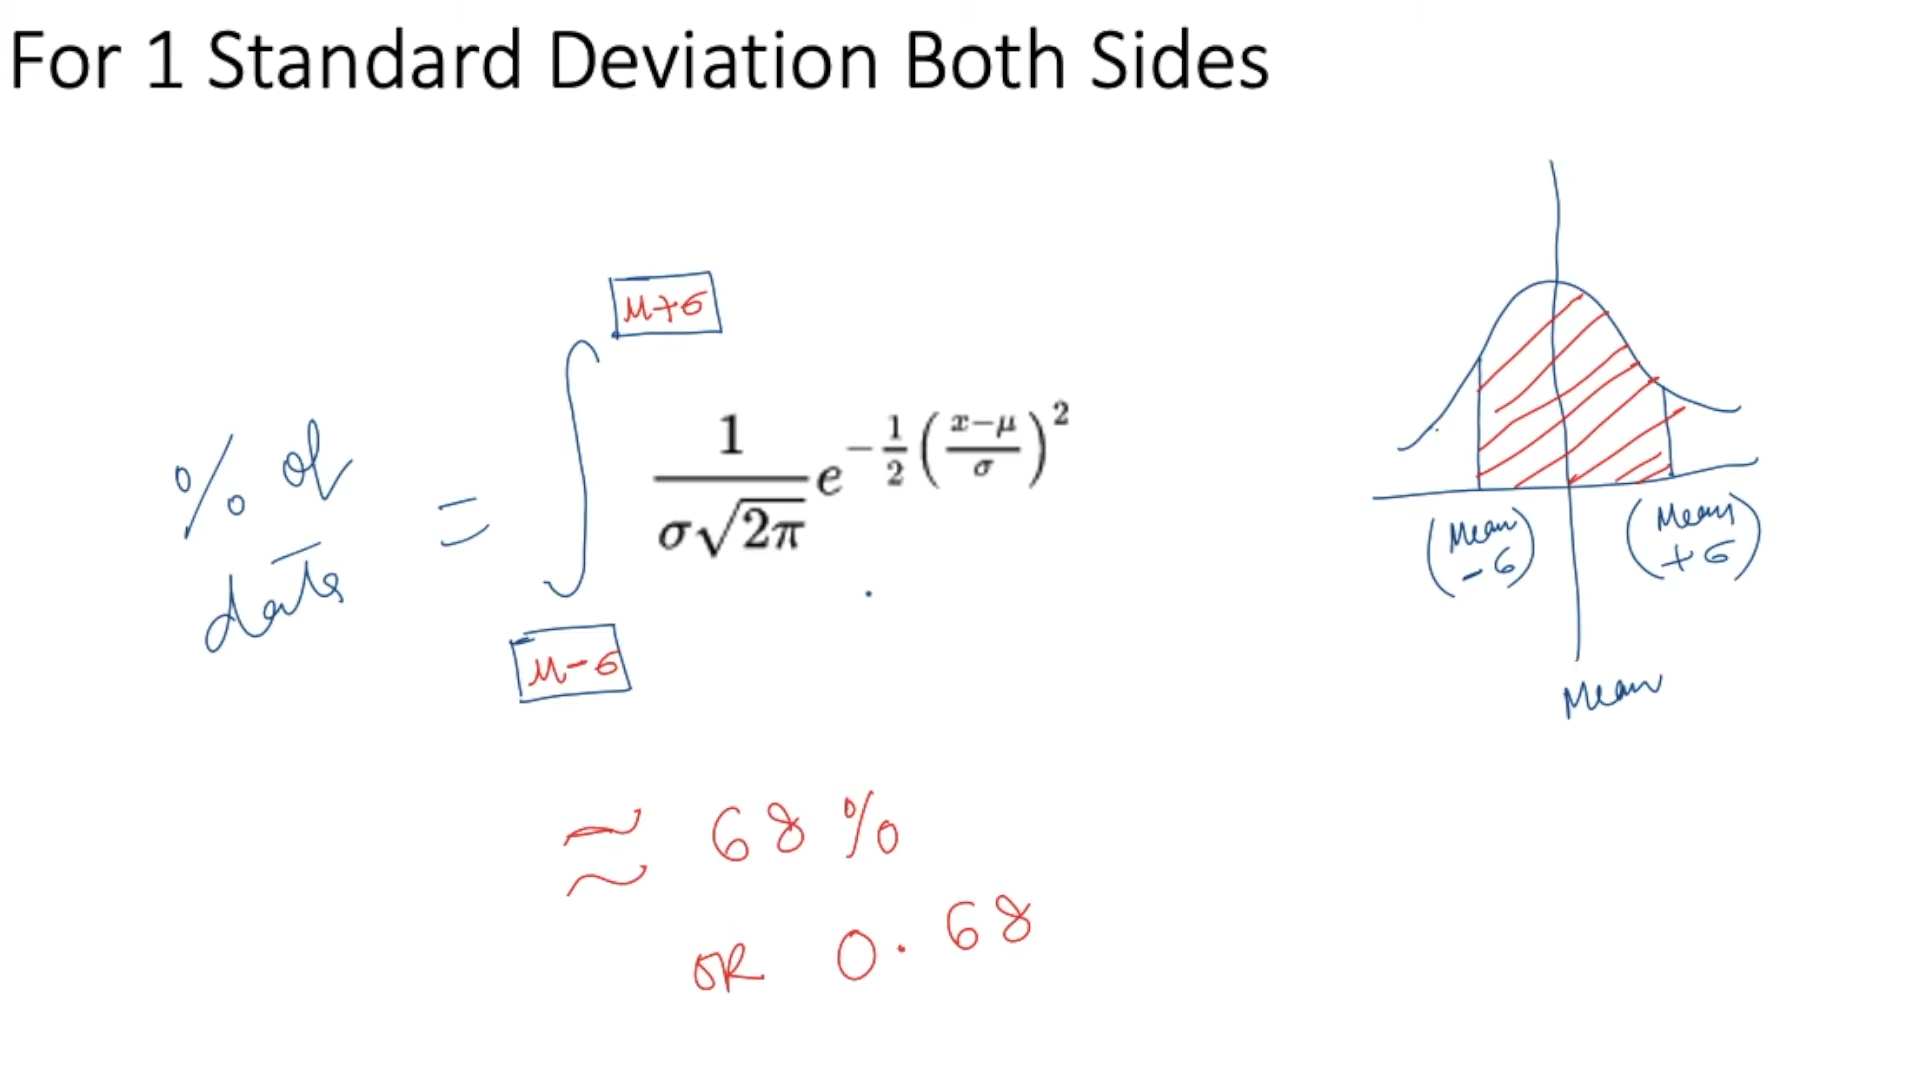 For 1 Standard Deviation Both Sides
% of
data
=
∫
μ+σ
μ-σ
1
σ√2π
e
-1/2 (x-μ/σ)²
≈ 68 %
OR 0.68
(Mean - σ)
(Mean + σ)
Mean